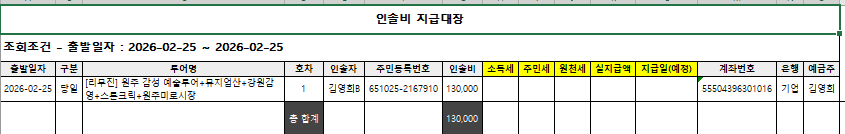 인솔비 지급대장
조회조건 - 출발일자 : 2026-02-25 ~ 2026-02-25
출발일자 구분 투어명 호차 인솔자 주민등록번호 인솔비 소득세 주민세 원천세 실지급액 지급일(예정) 계좌번호 은행 예금주
2026-02-25 당일 [리무진] 원주 감성 예술투어+뮤지업산+강원감영+스톤크릭+원주미로시장 1 김영희B 651025-2167910 130,000 55504396301016 기업 김영희
총 합계 130,000